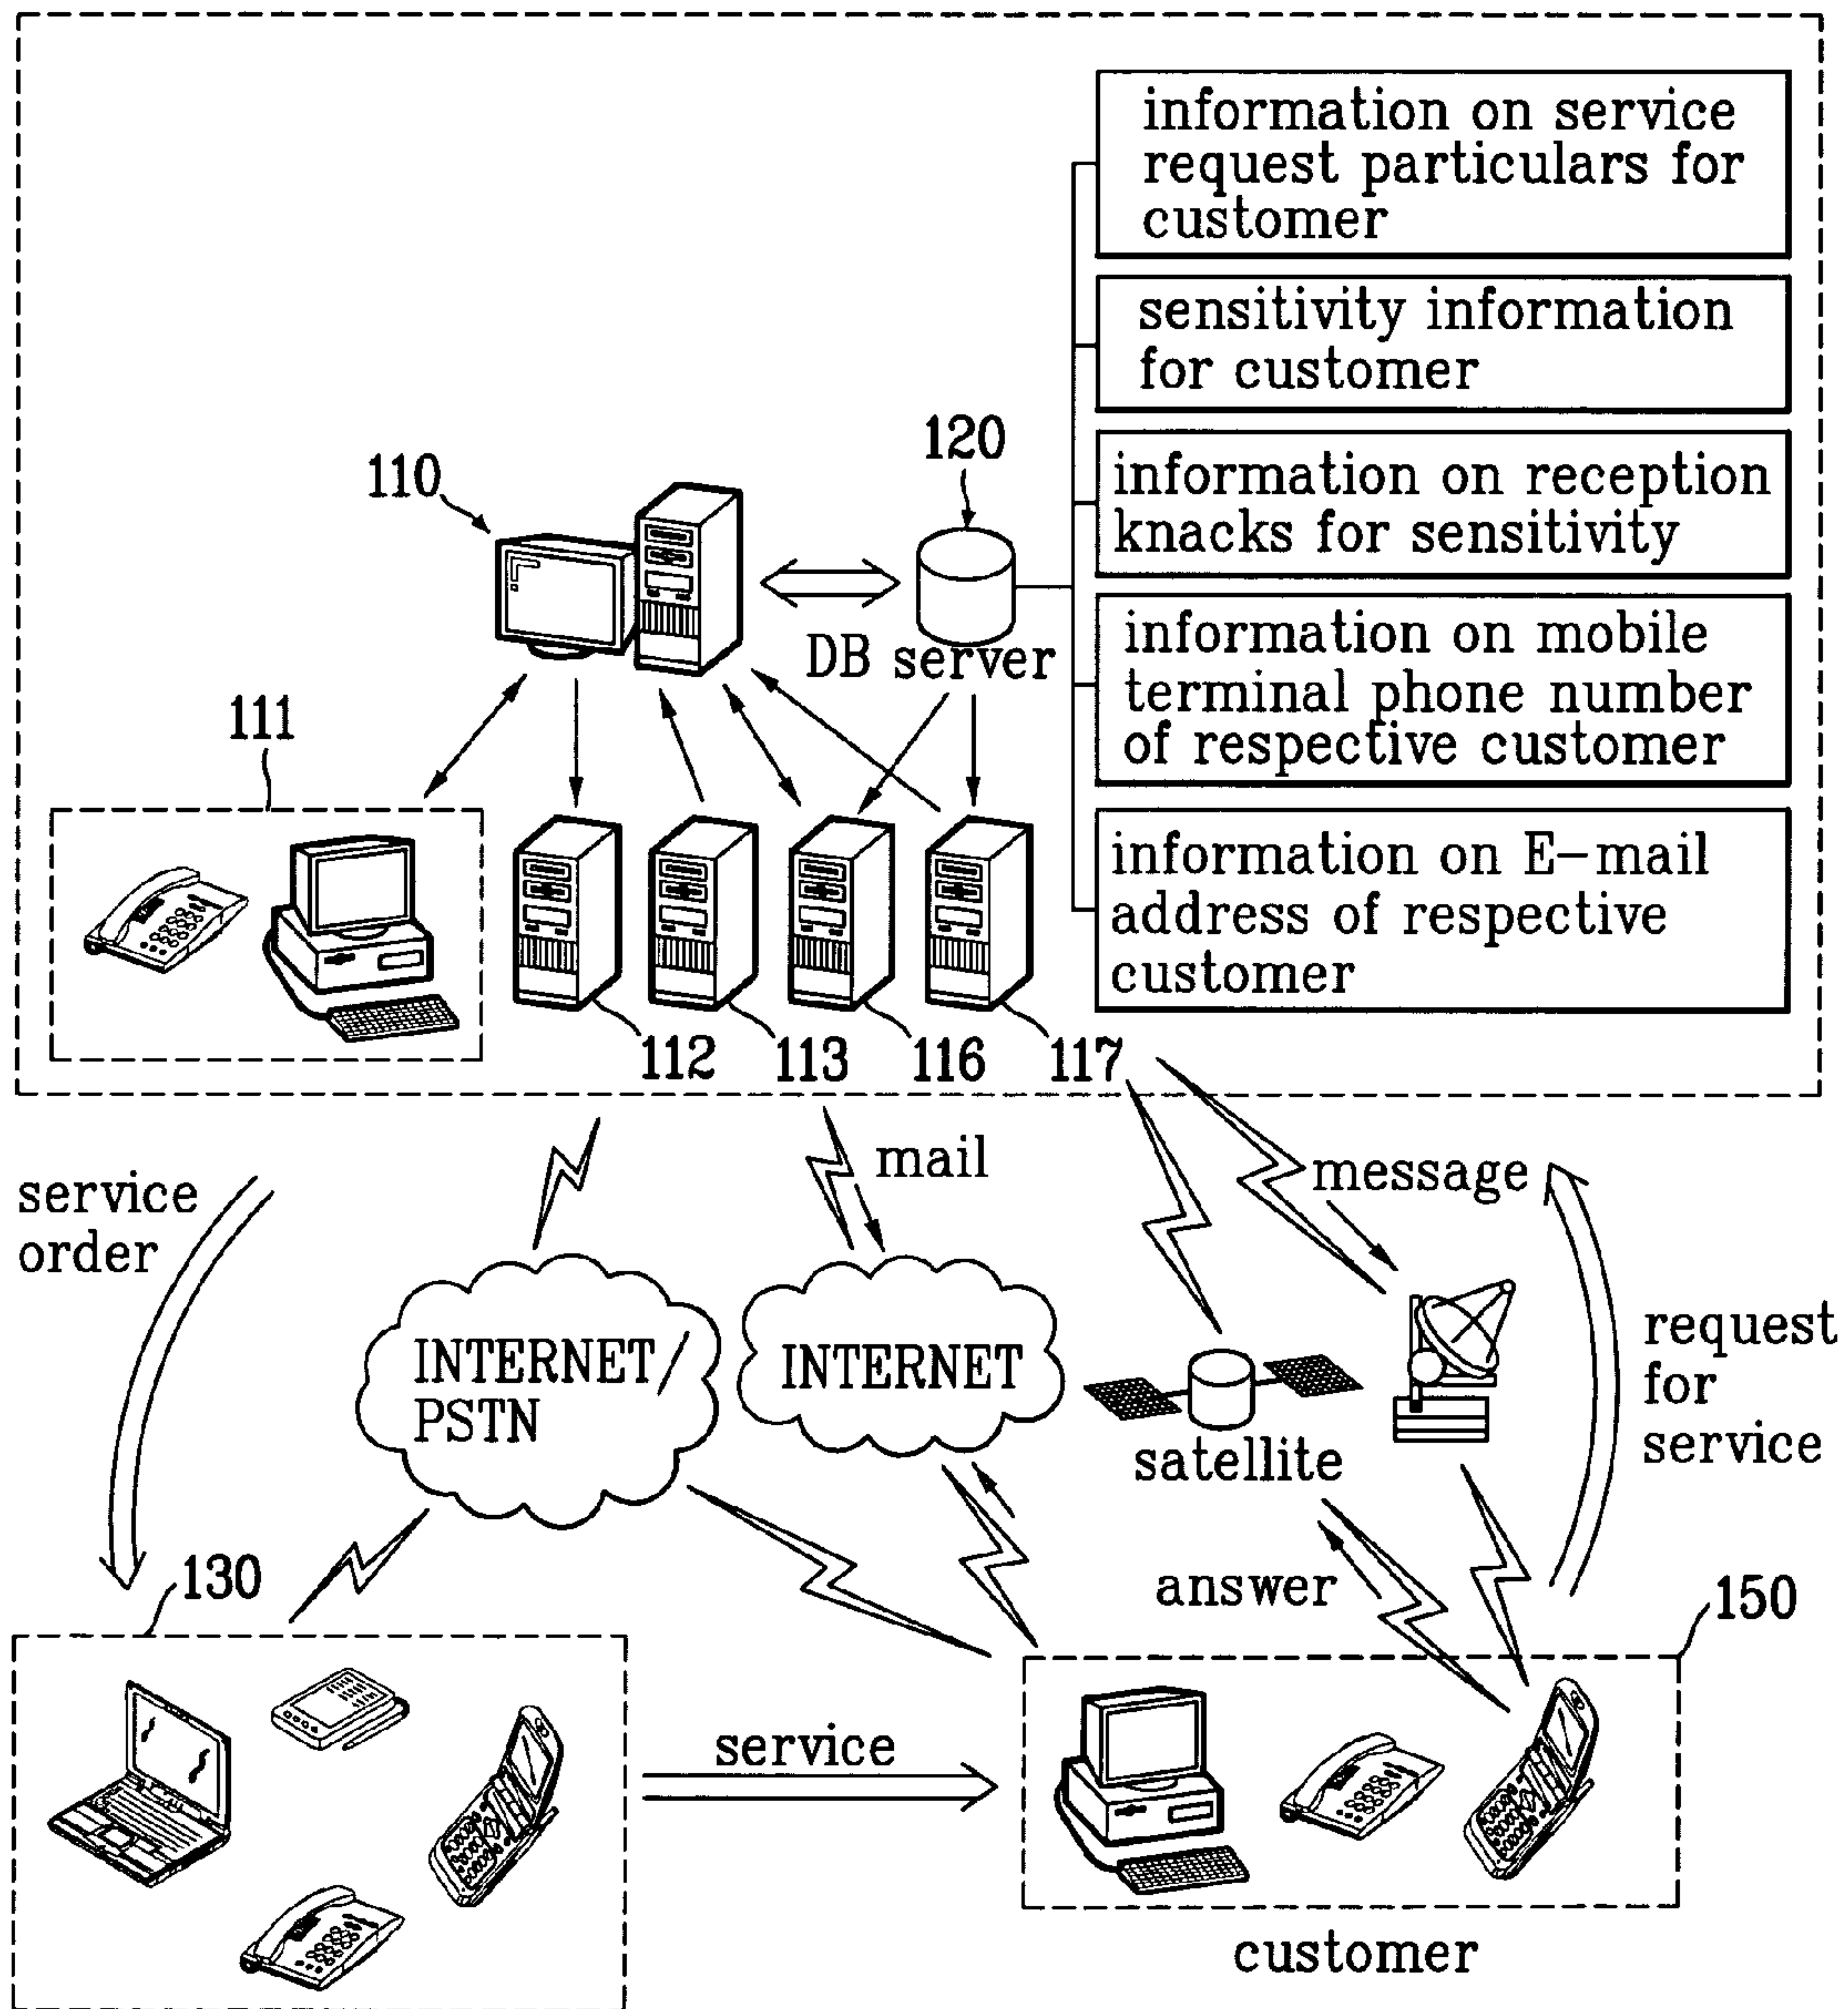 information on service
request particulars for
customer
sensitivity information
for customer
120
110
information on reception
knacks for sensitivity
DB server
information on mobile
terminal phone number
of respective customer
111
information on E-mail
address of respective
customer
112
113
116
117
mail
message
service
order
INTERNET/
PSTN
INTERNET
satellite
request
for
service
130
answer
150
service
customer